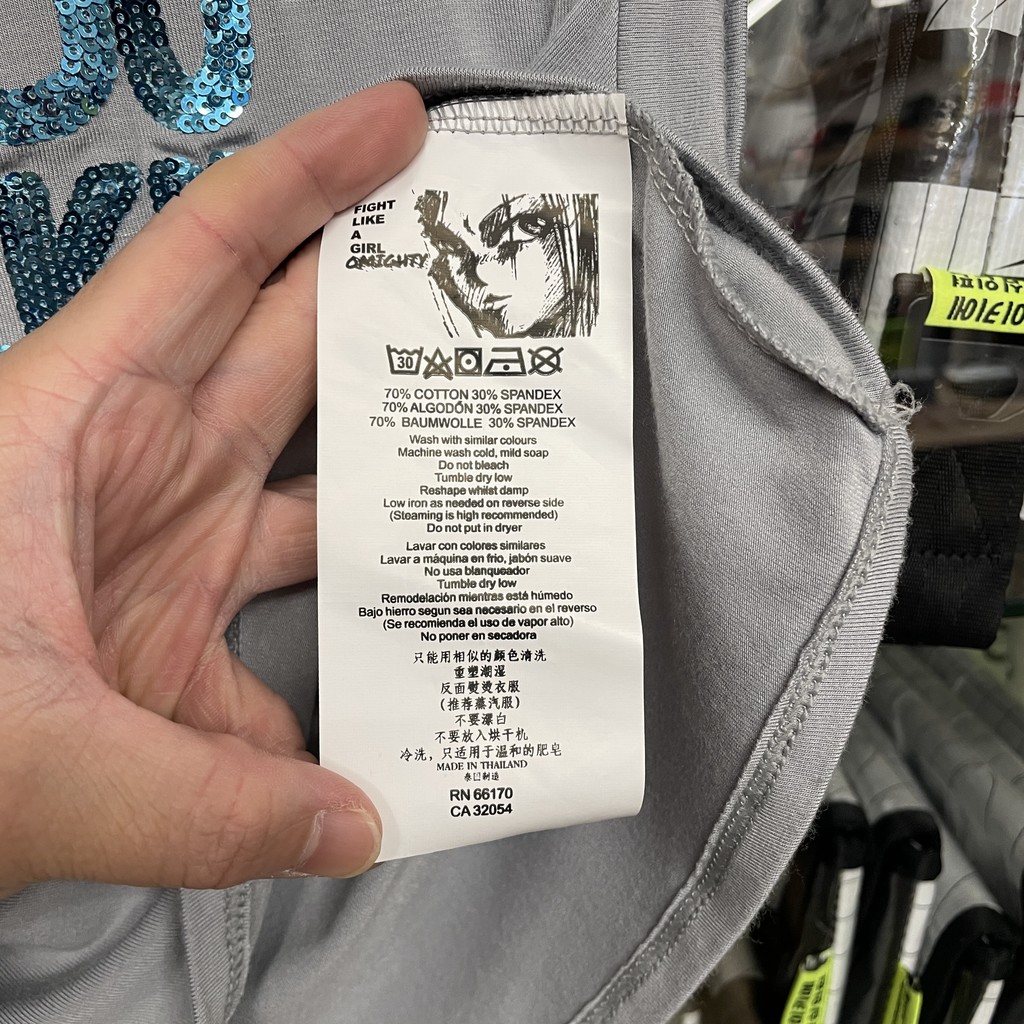 FIGHT
LIKE
A
GIRL
OMIGHTY
30
70% COTTON 30% SPANDEX
70% ALGODÓN 30% SPANDEX
70% BAUMWOLLE 30% SPANDEX
Wash with similar colours
Machine wash cold, mild soap
Do not bleach
Tumble dry low
Reshape whilst damp
Low iron as needed on reverse side
(Steaming is high recommended)
Do not put in dryer
Lavar con colores similares
Lavar a máquina en frio, jabón suave
No usa blanqueador
Tumble dry low
Remodelación mientras está húmedo
Bajo hierro segun sea necesario en el reverso
(Se recomienda el uso de vapor alto)
No poner en secadora
只能用相似的顏色清洗
重塑潮湿
反面熨烫衣服
(推荐蒸汽服)
不要漂白
不要放入烘干机
冷洗，只适用于温和的肥皂
MADE IN THAILAND
RN 66170
CA 32054